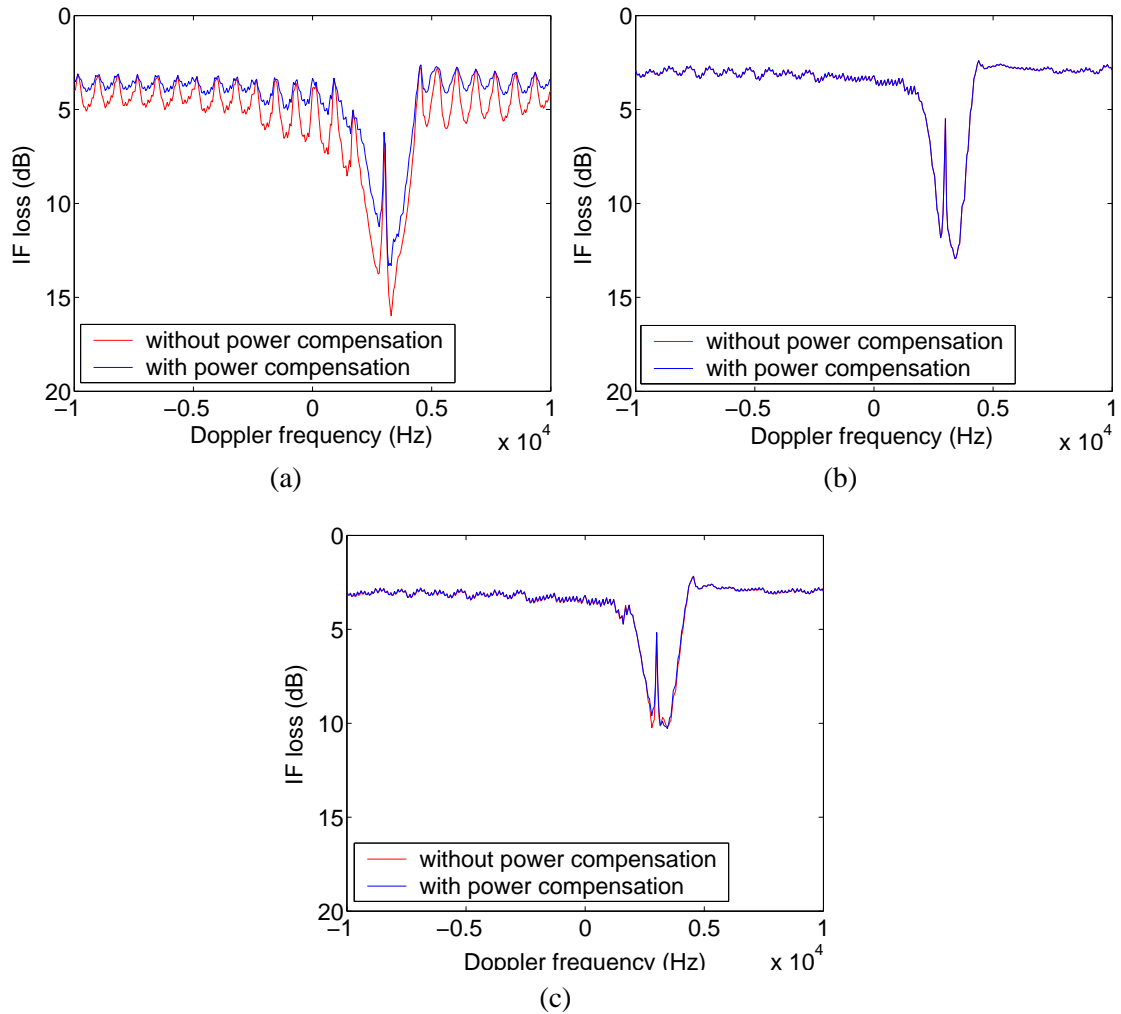 0
5
10
15
20
IF loss (dB)
without power compensation
with power compensation
−1 −0.5 0 0.5 1
Doppler frequency (Hz) x 10^4
(a)
0
5
10
15
20
IF loss (dB)
without power compensation
with power compensation
−1 −0.5 0 0.5 1
Doppler frequency (Hz) x 10^4
(b)
0
5
10
15
20
IF loss (dB)
without power compensation
with power compensation
−1 −0.5 0 0.5 1
Doppler frequency (Hz) x 10^4
(c)